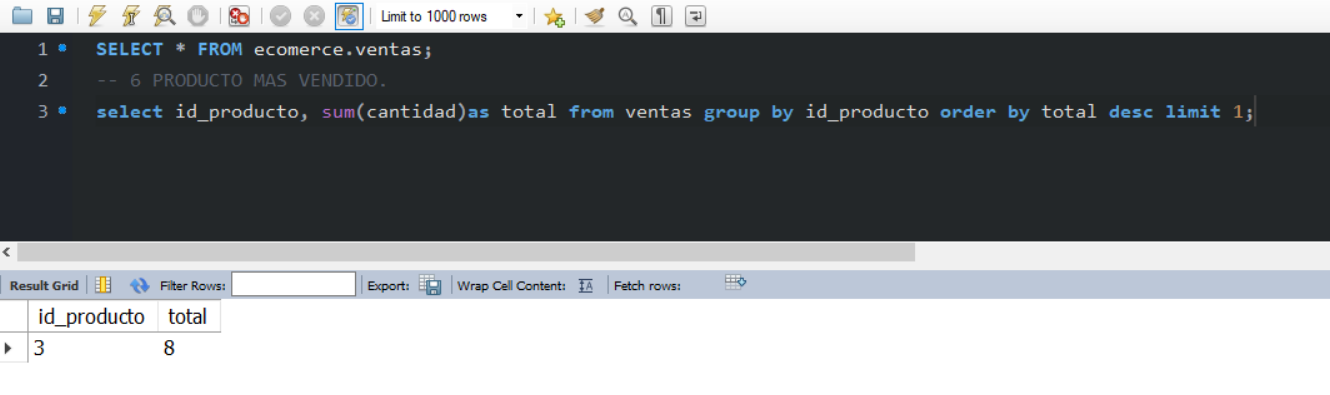 Limit to 1000 rows
1 SELECT * FROM ecomerce.ventas;
2 -- 6 PRODUCTO MAS VENDIDO.
3 select id_producto, sum(cantidad)as total from ventas group by id_producto order by total desc limit 1;
Result Grid Filter Rows: Export: Wrap Cell Content: Fetch rows:
id_producto total
3 8